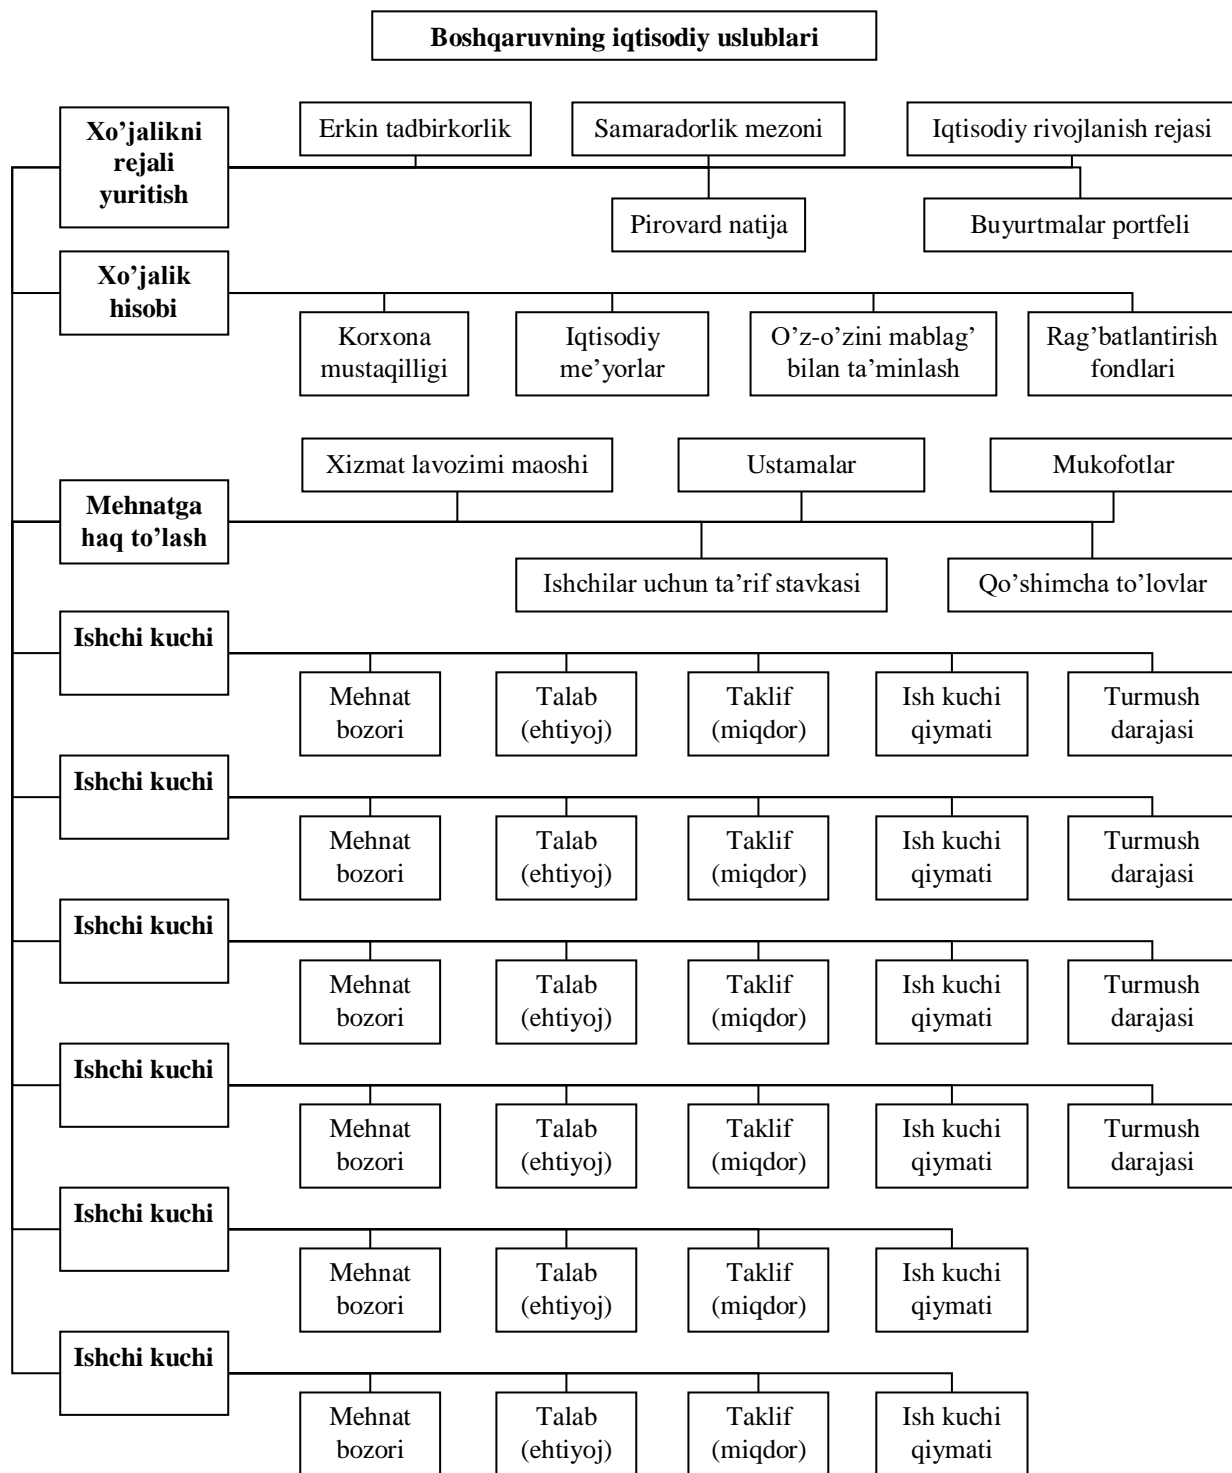 Boshqaruvning iqtisodiy uslublari
Xo’jalikni
rejali
yuritish
Erkin tadbirkorlik
Samaradorlik mezoni
Iqtisodiy rivojlanish rejasi
Pirovard natija
Buyurtmalar portfeli
Xo’jalik
hisobi
Korxona
mustaqilligi
Iqtisodiy
me’yorlar
O’z-o’zini mablag’
bilan ta’minlash
Rag’batlantirish
fondlari
Xizmat lavozimi maoshi
Ustamalar
Mukofotlar
Mehnatga
haq to’lash
Ishchilar uchun ta’rif stavkasi
Qo’shimcha to’lovlar
Ishchi kuchi
Mehnat
bozori
Talab
(ehtiyoj)
Taklif
(miqdor)
Ish kuchi
qiymati
Turmush
darajasi
Ishchi kuchi
Mehnat
bozori
Talab
(ehtiyoj)
Taklif
(miqdor)
Ish kuchi
qiymati
Turmush
darajasi
Ishchi kuchi
Mehnat
bozori
Talab
(ehtiyoj)
Taklif
(miqdor)
Ish kuchi
qiymati
Turmush
darajasi
Ishchi kuchi
Mehnat
bozori
Talab
(ehtiyoj)
Taklif
(miqdor)
Ish kuchi
qiymati
Turmush
darajasi
Ishchi kuchi
Mehnat
bozori
Talab
(ehtiyoj)
Taklif
(miqdor)
Ish kuchi
qiymati
Ishchi kuchi
Mehnat
bozori
Talab
(ehtiyoj)
Taklif
(miqdor)
Ish kuchi
qiymati